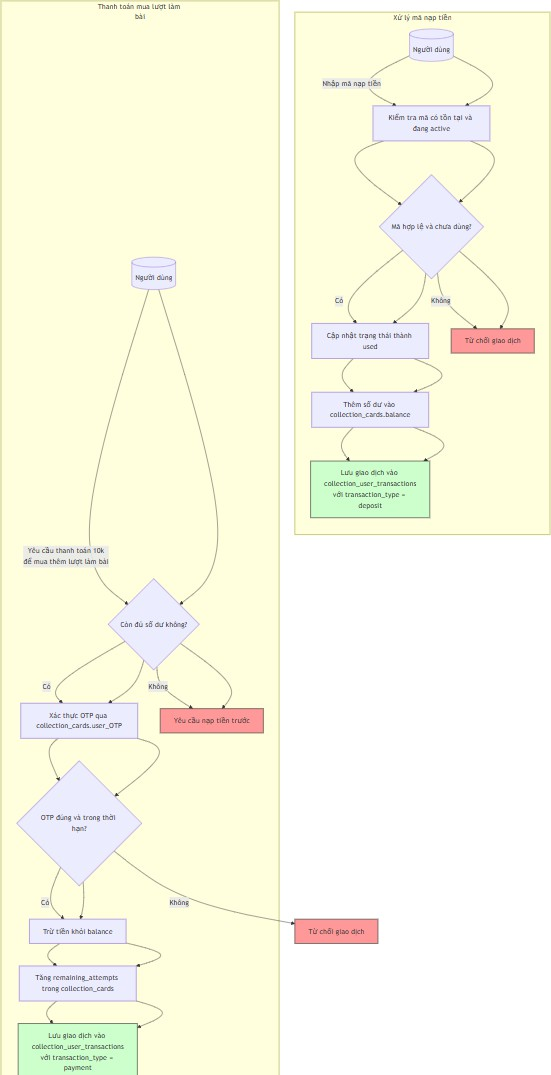 Thanh toán mua lượt làm
bài
Người dùng
Yêu cầu thanh toán 10k
để mua thêm lượt làm bài
Còn đủ số dư không?
Có
Không
Xác thực OTP qua
collection_cards.user_OTP
Yêu cầu nạp tiền trước
OTP đúng và trong thời
hạn?
Có
Không
Trừ tiền khỏi balance
Từ chối giao dịch
Tăng remaining_attempts
trong collection_cards
Lưu giao dịch vào
collection_user_transactions
với transaction_type =
payment
Xử lý mã nạp tiền
Người dùng
Nhập mã nạp tiền
Kiểm tra mã có tồn tại và
đang active
Mã hợp lệ và chưa dùng?
Có
Không
Cập nhật trạng thái thành
used
Từ chối giao dịch
Thêm số dư vào
collection_cards.balance
Lưu giao dịch vào
collection_user_transactions
với transaction_type =
deposit